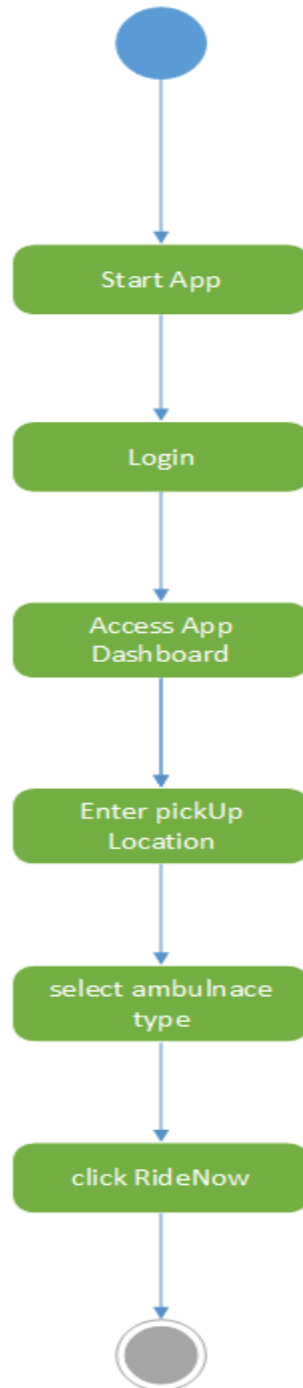 Start App
Login
Access App
Dashboard
Enter pickUp
Location
select ambulnace
type
click RideNow